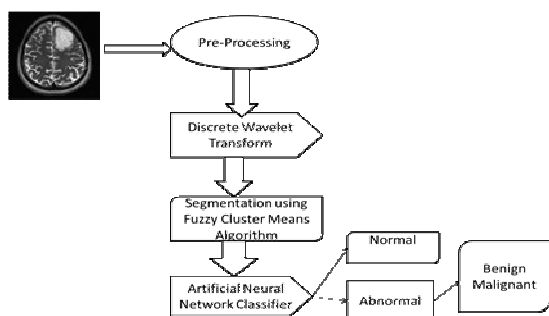 Pre-Processing
Discrete Wavelet
Transform
Segmentation using
Fuzzy Cluster Means
Algorithm
Artificial Neural
Network Classifier
Normal
Abnormal
Benign
Malignant